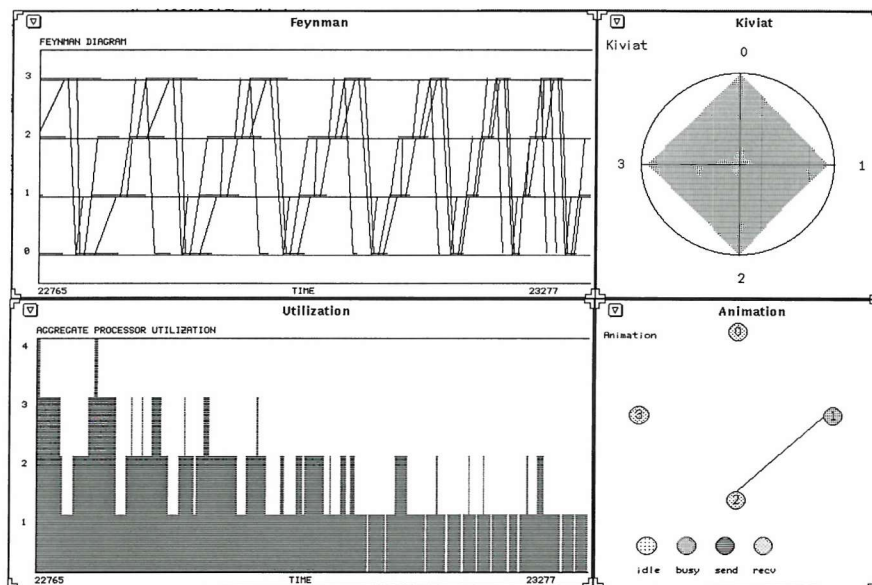 Feynman
FEYNMAN DIAGRAM
3
2
1
0
22765 TIME 23277
Kiviat
Kiviat
0
3 1
2
Utilization
AGGREGATE PROCESSOR UTILIZATION
4
3
2
1
22765 TIME 23277
Animation
Animation
0
3 1
2
idle busy send recv